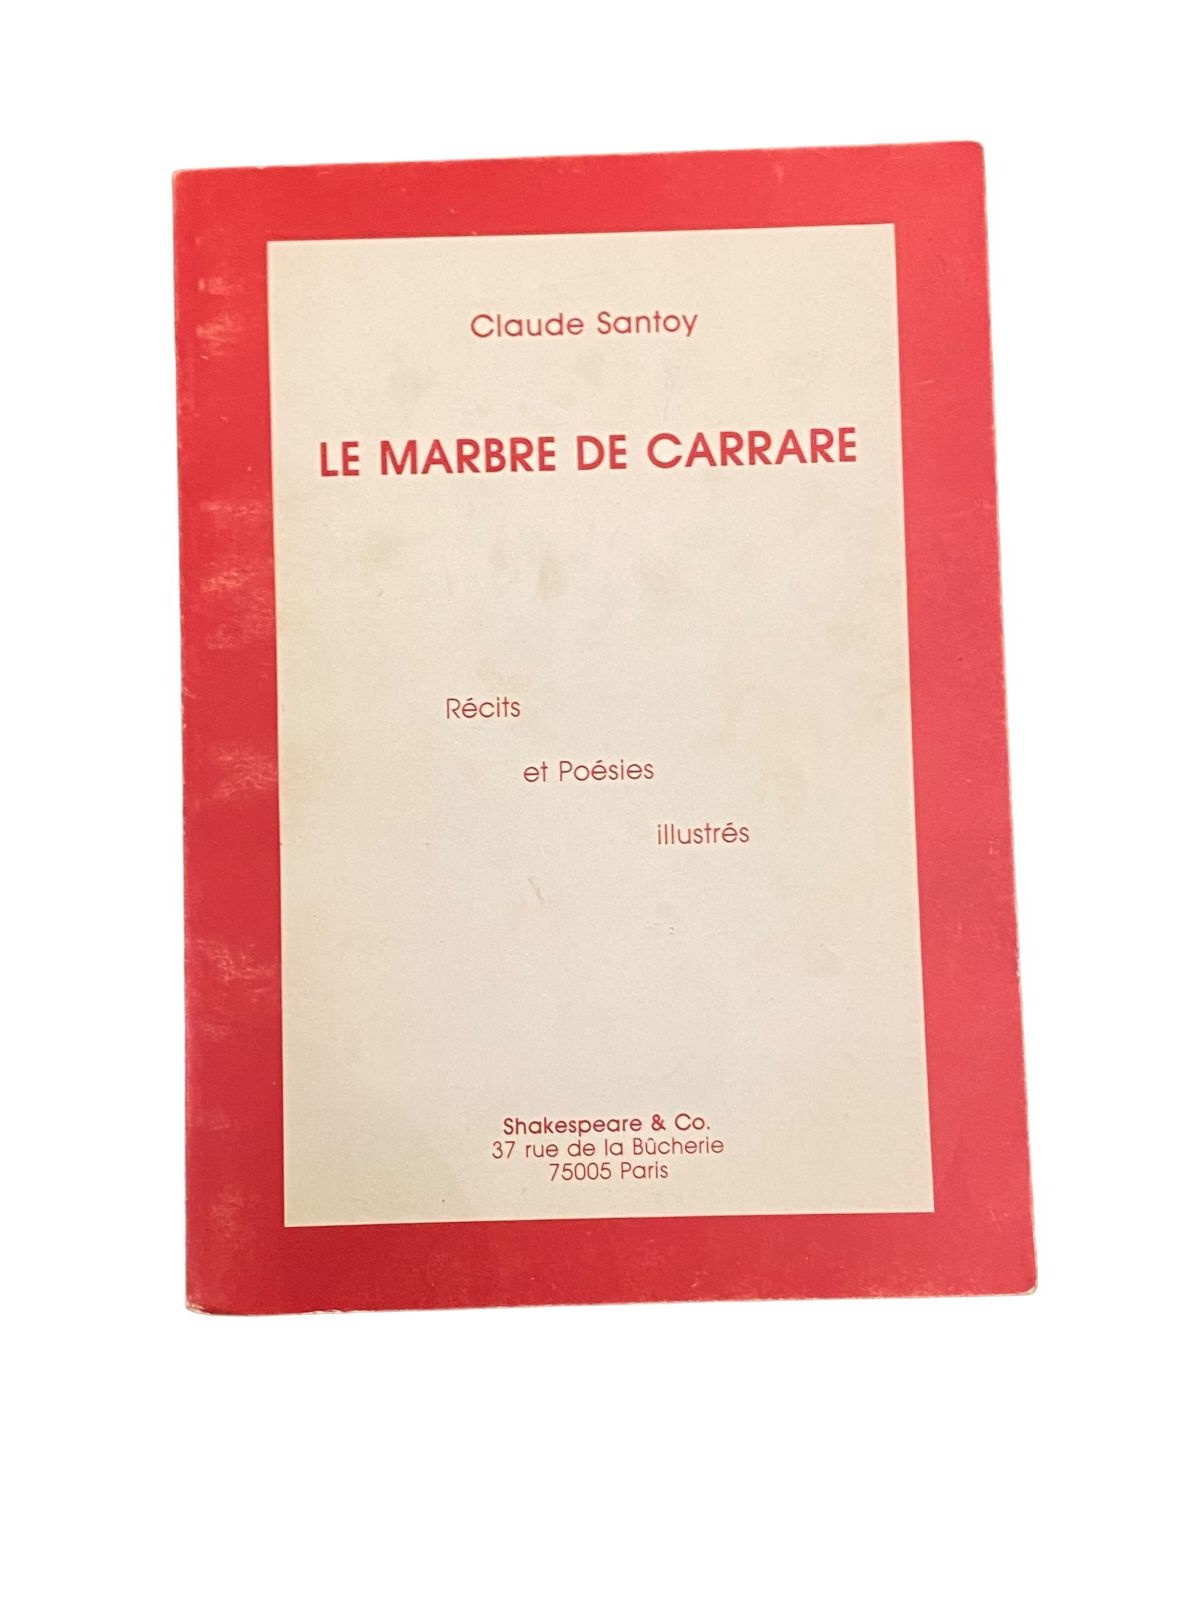 Claude Santoy
LE MARBRE DE CARRARE
Récits
et Poésies
illustrés
Shakespeare & Co.
37 rue de la Bûcherie
75005 Paris